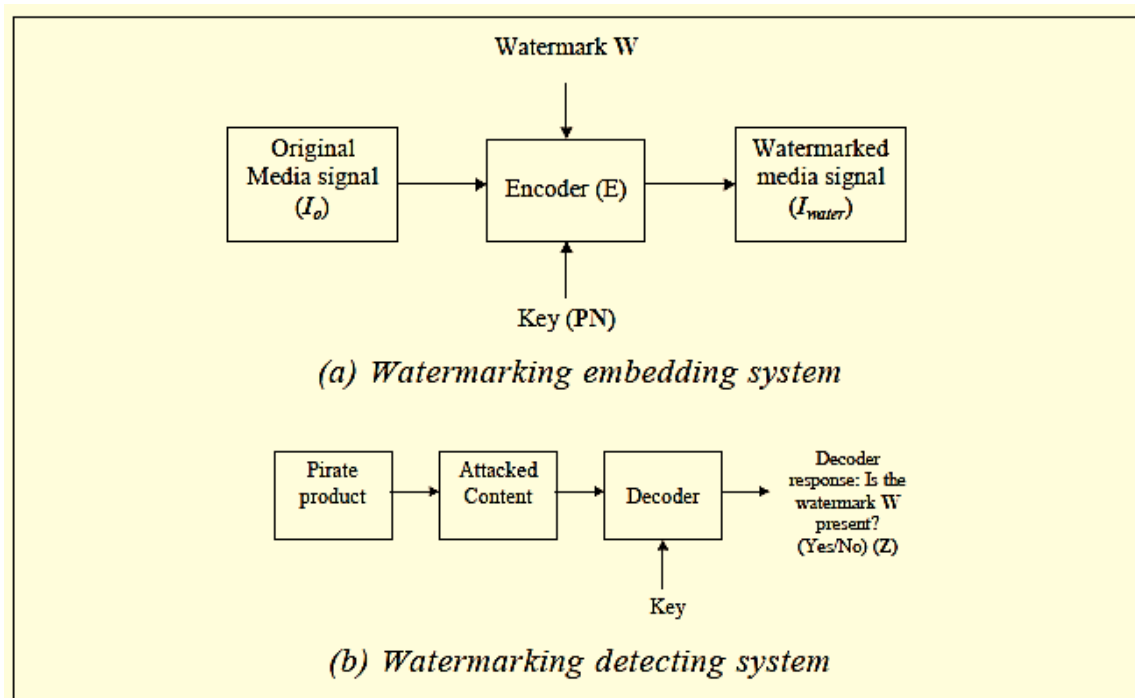 Watermark W
Original
Media signal
(I_o)
Encoder (E)
Watermarked
media signal
(I_water)
Key (PN)
(a) Watermarking embedding system
Pirate
product
Attacked
Content
Decoder
Decoder
response: Is the
watermark W
present?
(Yes/No) (Z)
Key
(b) Watermarking detecting system